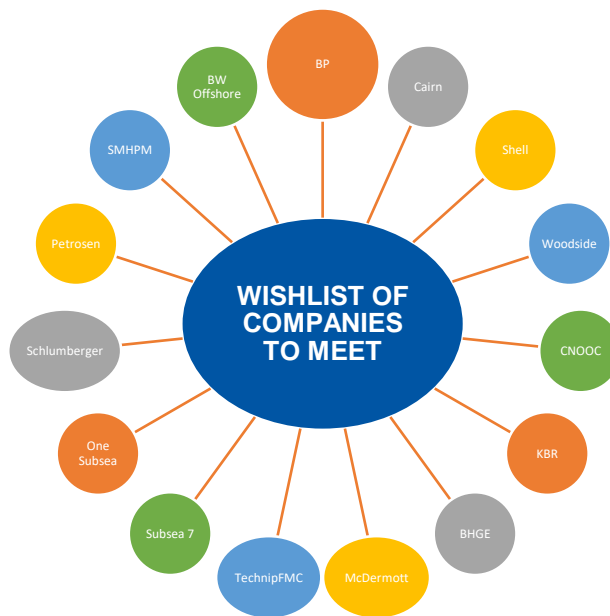 WISHLIST OF
COMPANIES
TO MEET
BP
Cairn
Shell
Woodside
CNOOC
KBR
BHGE
McDermott
TechnipFMC
Subsea 7
One
Subsea
Schlumberger
Petrosen
SMHPM
BW
Offshore